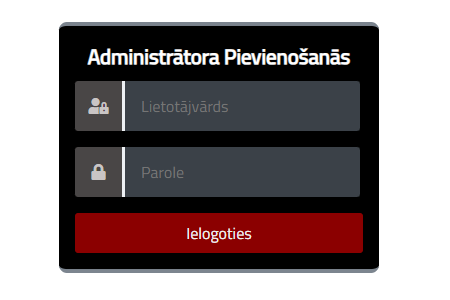 Administrātora Pievienošanās
Lietotājvārds
Parole
Ielogoties